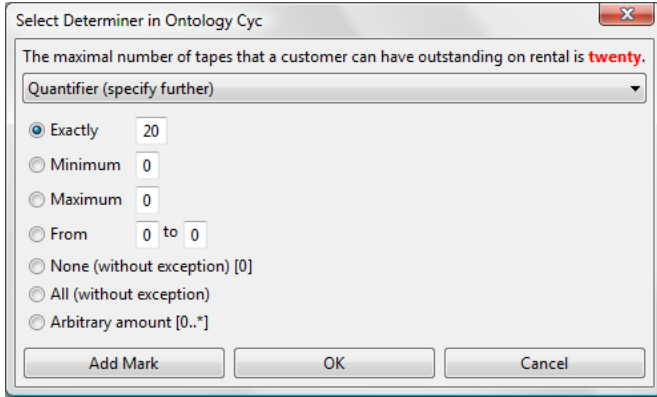 Select Determiner in Ontology Cyc
The maximal number of tapes that a customer can have outstanding on rental is twenty.
Quantifier (specify further)
Exactly 20
Minimum 0
Maximum 0
From 0 to 0
None (without exception) [0]
All (without exception)
Arbitrary amount [0..*]
Add Mark OK Cancel